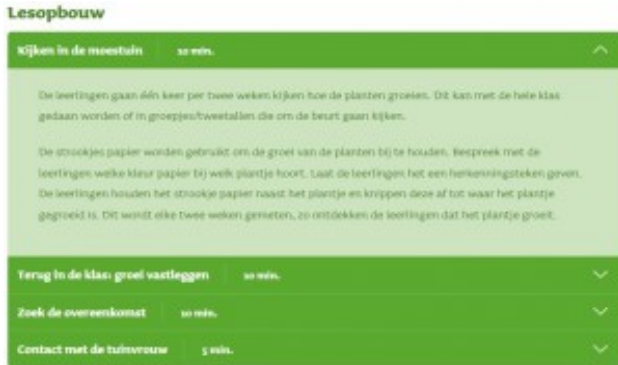 Lesopbouw
Kijken in de moestuin 10 min.
De leerlingen gaan één keer per twee weken kijken hoe de planten groeien. Dit kan met de hele klas
gedaan worden of in groepjes/tweetallen die om de beurt gaan kijken.
De strookjes papier worden gebruikt om de groei van de planten bij te houden. Bespreek met de
leerlingen welke kleur papier bij welk plantje hoort. Laat de leerlingen het een herkenningsteken geven.
De leerlingen houden het strookje papier naast het plantje en knippen deze af tot waar het plantje
gegroeid is. Dit wordt elke twee weken gemeten, zo ontdekken de leerlingen dat het plantje groeit.
Terug in de klas: groei vastleggen 10 min.
Zoek de overeenkomst 10 min.
Contact met de tuinvrouw 5 min.